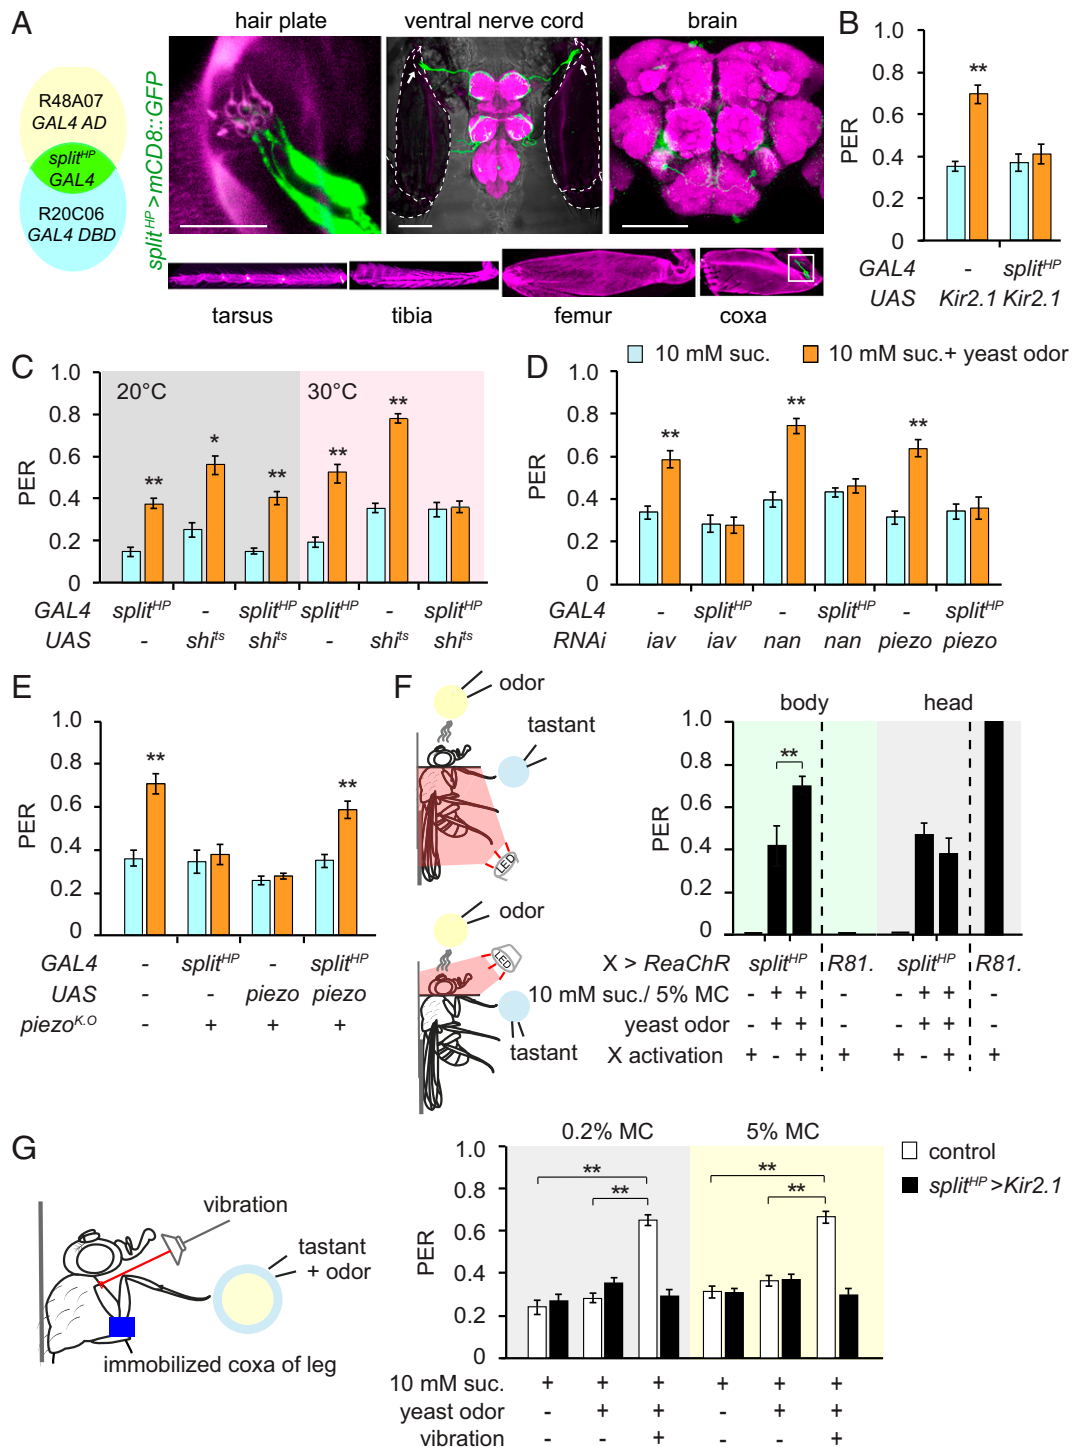 A
hair plate
ventral nerve cord
brain
R48A07
GAL4 AD
split^HP
GAL4
R20C06
GAL4 DBD
split^HP > mCD8::GFP
tarsus
tibia
femur
coxa
B
PER
1.0
0.8
0.6
0.4
0.2
0
**
GAL4 - split^HP
UAS Kir2.1 Kir2.1
10 mM suc.
10 mM suc.+ yeast odor
C
20°C
30°C
PER
1.0
0.8
0.6
0.4
0.2
0
** * ** ** **
GAL4 split^HP - split^HP split^HP - split^HP
UAS - shi^ts shi^ts - shi^ts shi^ts
D
PER
1.0
0.8
0.6
0.4
0.2
0
** ** **
GAL4 - split^HP - split^HP - split^HP
RNAi iav iav nan nan piezo piezo
E
PER
1.0
0.8
0.6
0.4
0.2
0
** **
GAL4 - split^HP - split^HP
UAS - - piezo piezo
piezo^K.O - + + +
F
odor
tastant
LED
odor
LED
tastant
body
head
PER
1.0
0.8
0.6
0.4
0.2
0
**
X > ReaChR split^HP R81. split^HP R81.
10 mM suc./ 5% MC - + + - - + + -
yeast odor - + + - - + + -
X activation + - + + + - + +
G
vibration
tastant
+ odor
immobilized coxa of leg
0.2% MC
5% MC
PER
1.0
0.8
0.6
0.4
0.2
0
** **
** **
control
split^HP >Kir2.1
10 mM suc. + + + + + +
yeast odor - + + - + +
vibration - - + - - +